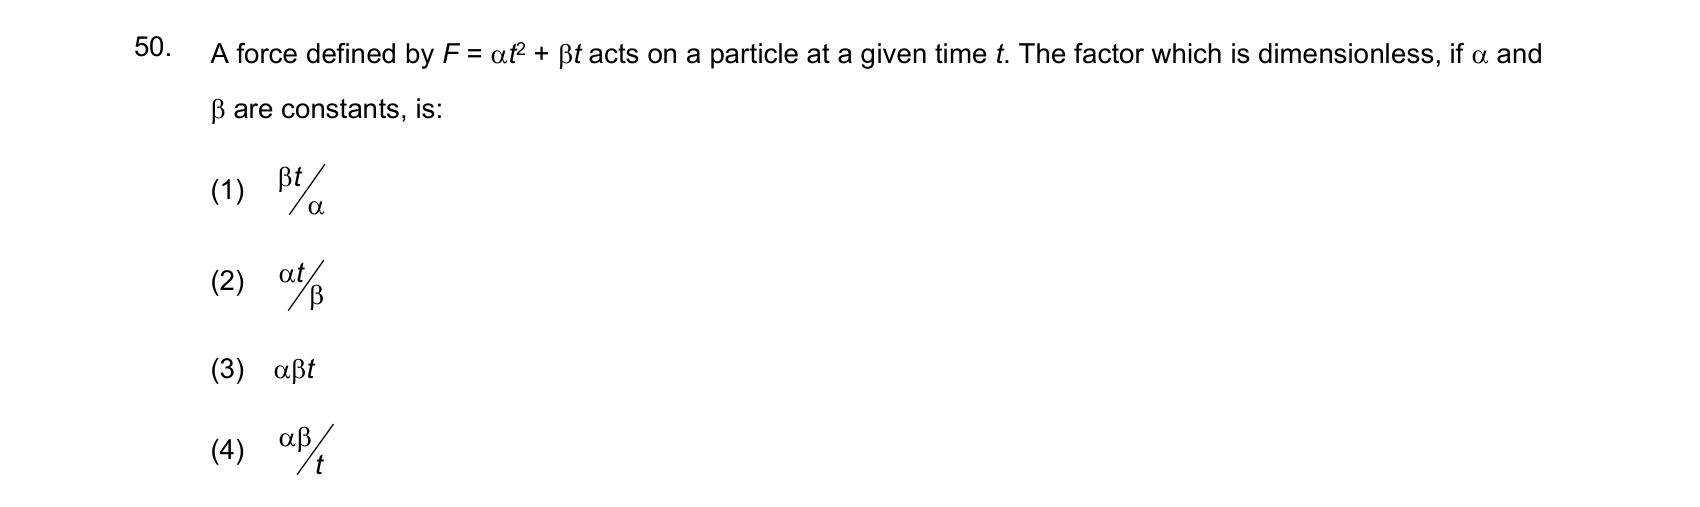 50. A force defined by F = αt² + βt acts on a particle at a given time t. The factor which is dimensionless, if α and
β are constants, is:
(1) βt/α
(2) αt/β
(3) αβt
(4) αβ/t